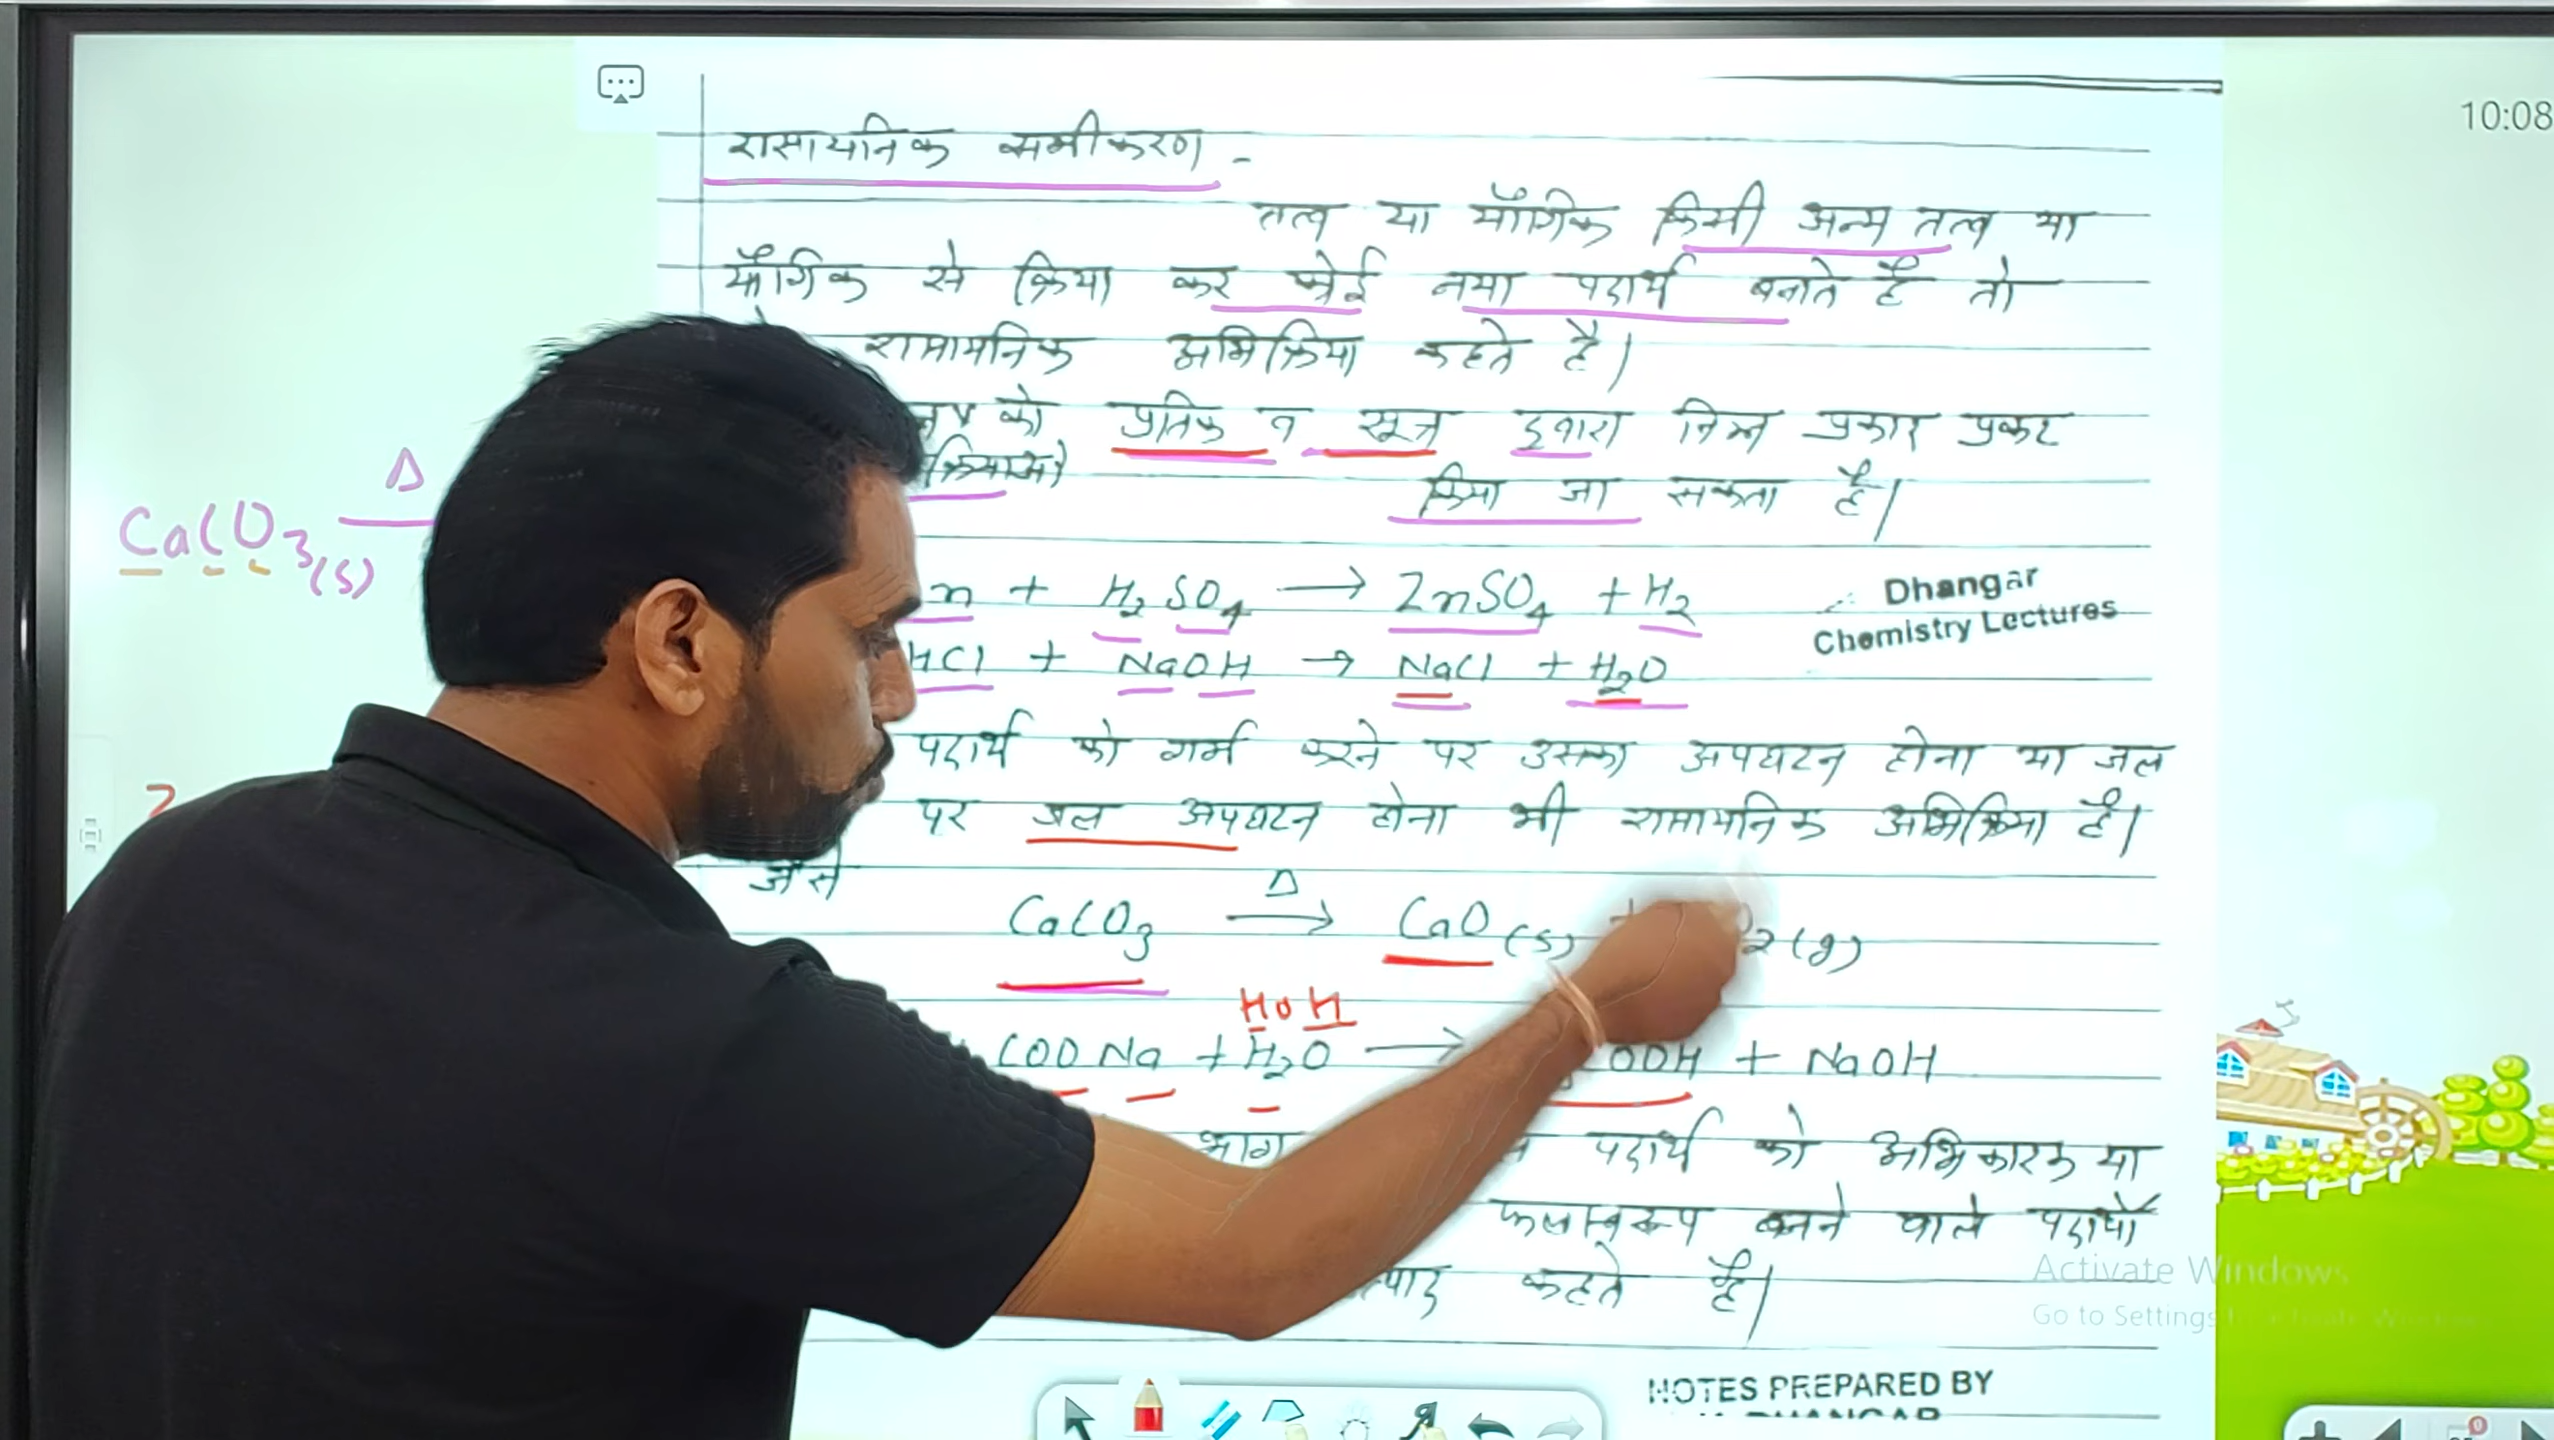 10:08
रासायनिक समीकरण -
तत्व या यौगिक किसी अन्य तत्व या
यौगिक से क्रिया कर कोई नया पदार्थ बनाते है तो
रासायनिक अभिक्रिया कहते है।
को प्रतिक व सूत्र द्वारा निम्न प्रकार प्रकट
किया जा सकता है।
Δ
CaCO3(s)
n + H2SO4 → ZnSO4 + H2
Dhangar
Chemistry Lectures
HCl + NaOH → NaCl + H2O
पदार्थ को गर्म करने पर उसका अपघटन होना या जल
पर जल अपघटन होना भी रासायनिक अभिक्रिया है।
जैसे
Δ
CaCO3 → CaO(s) + 2(g)
HOH
COONa + H2O → COOH + NaOH
भाग पदार्थ को अभिकारक या
फलस्वरूप बनने वाले पदार्थो
कहते है।
Activate Windows
Go to Settings
NOTES PREPARED BY